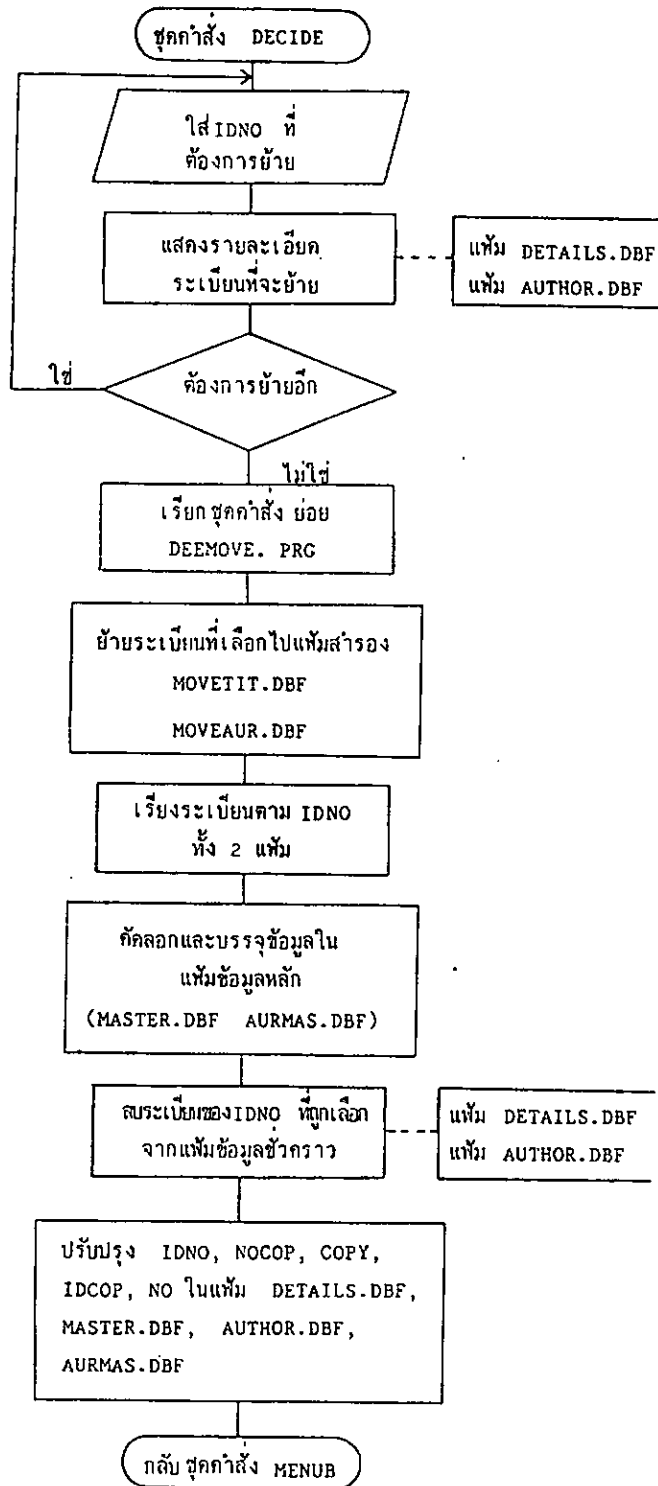 ชุดคำสั่ง DECIDE
ใส่ IDNO ที่
ต้องการย้าย
แสดงรายละเอียด
ระเบียนที่จะย้าย
แฟ้ม DETAILS.DBF
แฟ้ม AUTHOR.DBF
ใช่
ต้องการย้ายอีก
ไม่ใช่
เรียกชุดคำสั่ง ย่อย
DEEMOVE. PRG
ย้ายระเบียนที่เลือกไปแฟ้มสำรอง
MOVETIT.DBF
MOVEAUR.DBF
เรียงระเบียนตาม IDNO
ทั้ง 2 แฟ้ม
คัดลอกและบรรจุข้อมูลใน
แฟ้มข้อมูลหลัก
(MASTER.DBF AURMAS.DBF)
ลบระเบียนของ IDNO ที่ถูกเลือก
จากแฟ้มข้อมูลชั่วคราว
แฟ้ม DETAILS.DBF
แฟ้ม AUTHOR.DBF
ปรับปรุง IDNO, NOCOP, COPY,
IDCOP, NO ในแฟ้ม DETAILS.DBF,
MASTER.DBF, AUTHOR.DBF,
AURMAS.DBF
กลับชุดคำสั่ง MENUB